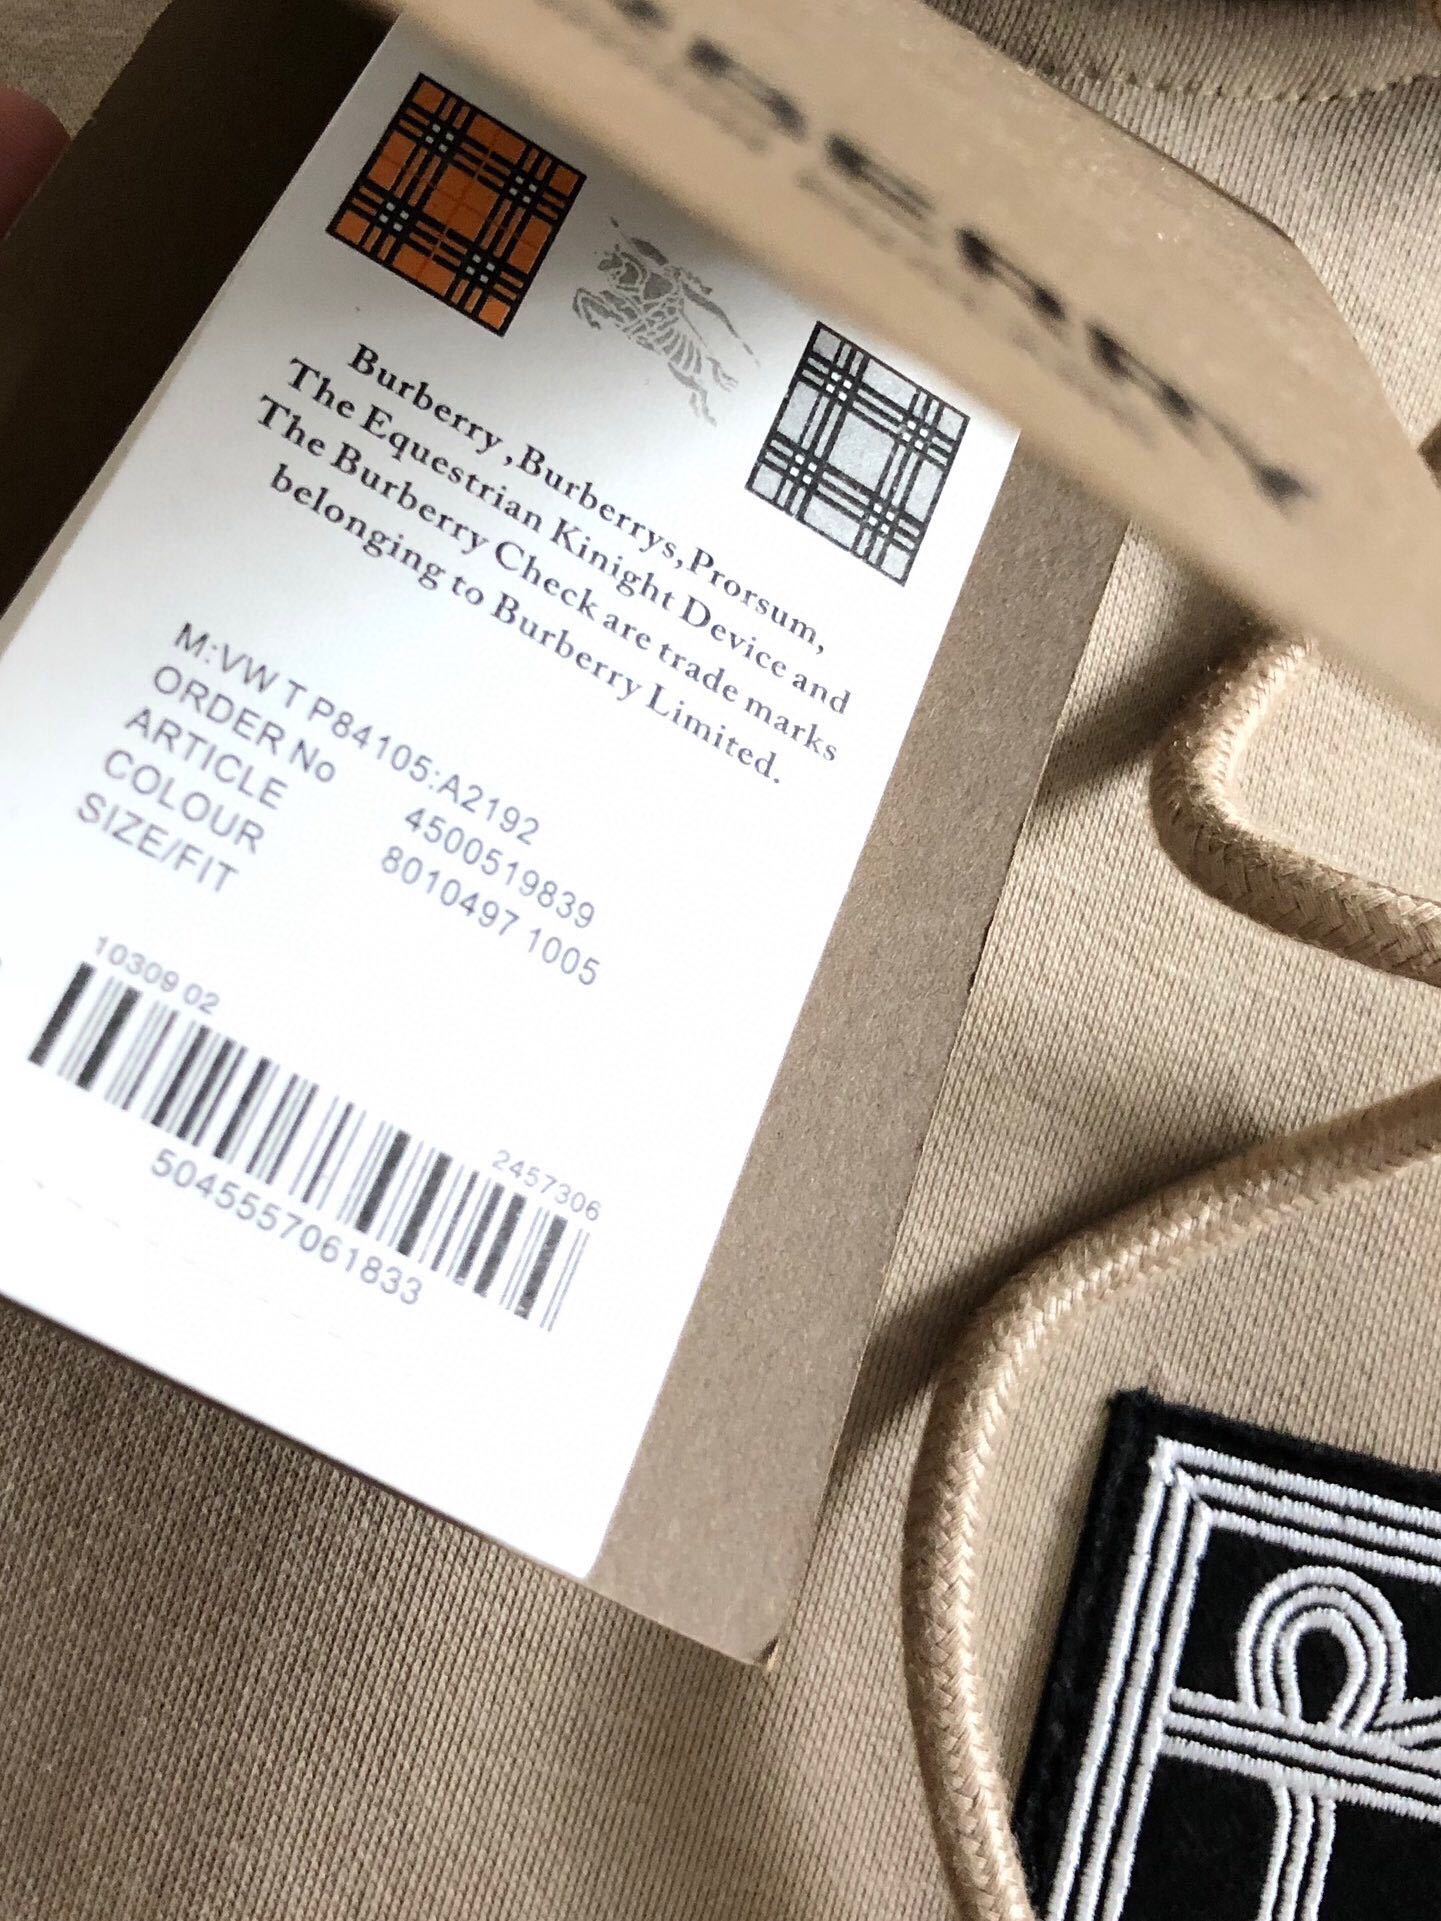 BERRY
Burberry ,Burberrys,Prorsum,
The Equestrian Kinight Device and
The Burberry Check are trade marks
belonging to Burberry Limited.
M:VW T P84105:A2192
ORDER No 4500519839
ARTICLE 8010497 1005
COLOUR
SIZE/FIT
10309 02
2457306
5045557061833